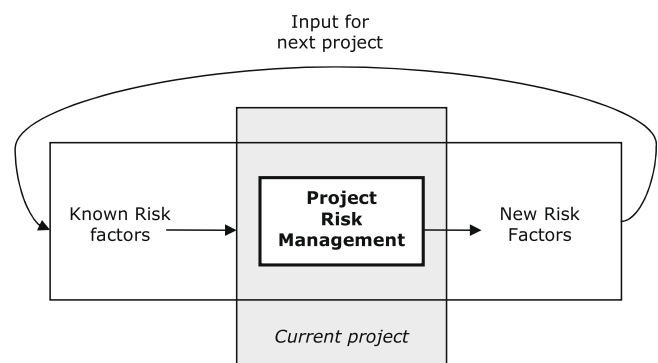 Input for
next project
Known Risk
factors
Project
Risk
Management
New Risk
Factors
Current project